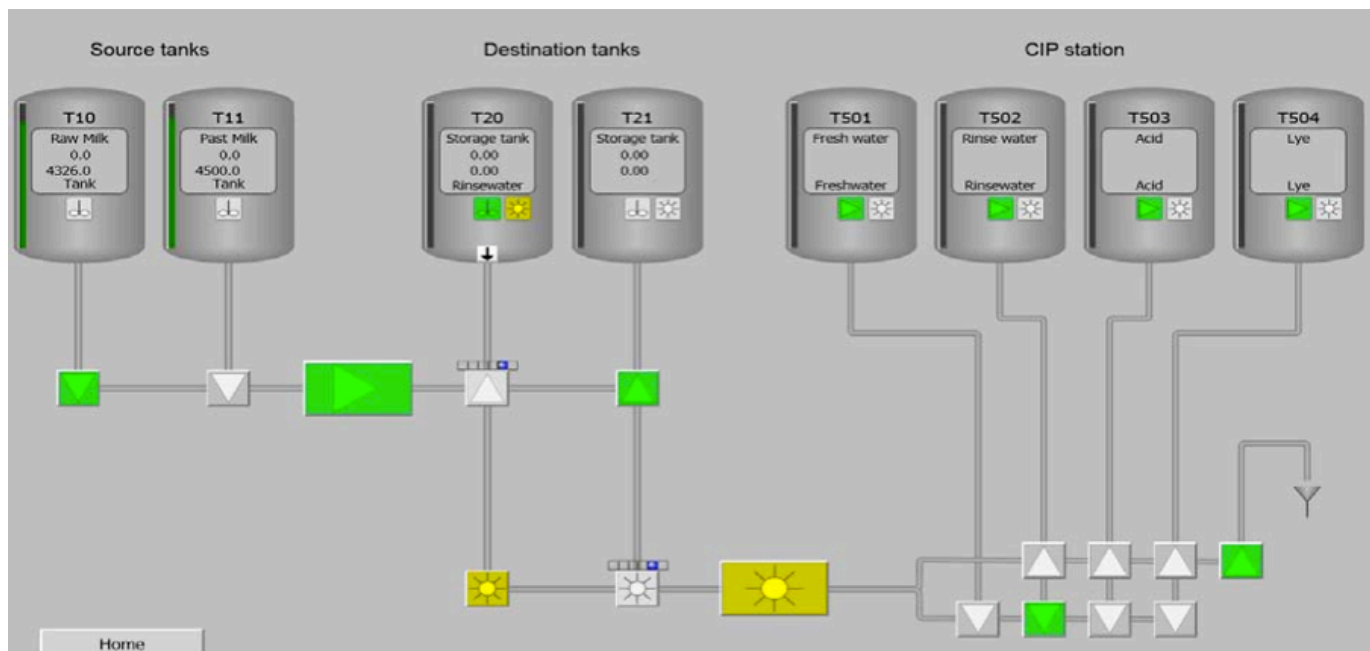 Source tanks
Destination tanks
CIP station
T10
Raw Milk
0.0
4326.0
Tank
T11
Past Milk
0.0
4500.0
Tank
T20
Storage tank
0.00
0.00
Rinsewater
T21
Storage tank
0.00
0.00
T501
Fresh water
Freshwater
T502
Rinse water
Rinsewater
T503
Acid
Acid
T504
Lye
Lye
Home